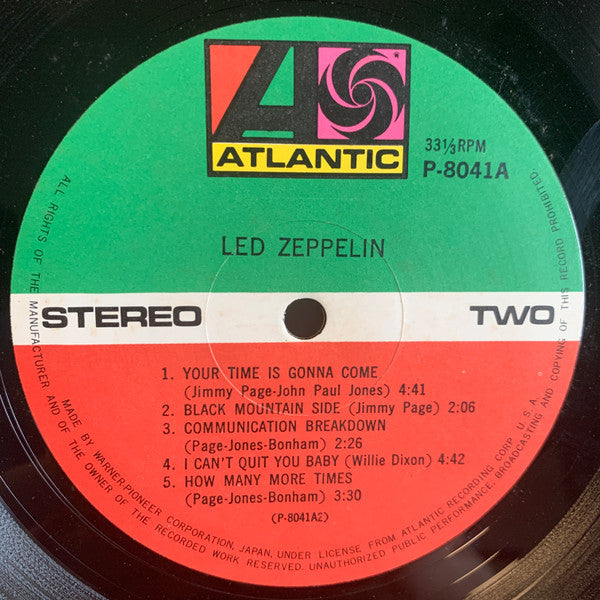 ATLANTIC
33⅓RPM
P-8041A
LED ZEPPELIN
STEREO
TWO
1. YOUR TIME IS GONNA COME
(Jimmy Page-John Paul Jones) 4:41
2. BLACK MOUNTAIN SIDE (Jimmy Page) 2:06
3. COMMUNICATION BREAKDOWN
(Page-Jones-Bonham) 2:26
4. I CAN'T QUIT YOU BABY (Willie Dixon) 4:42
5. HOW MANY MORE TIMES
(Page-Jones-Bonham) 3:30
(P-8041A2)
MADE BY WARNER-PIONEER CORPORATION, JAPAN, UNDER LICENSE FROM ATLANTIC RECORDING CORP. U.S.A.
ALL RIGHTS OF THE MANUFACTURER AND OF THE OWNER OF THE RECORDED WORK RESERVED. UNAUTHORIZED PUBLIC PERFORMANCE, BROADCASTING AND COPYING OF THIS RECORD PROHIBITED.